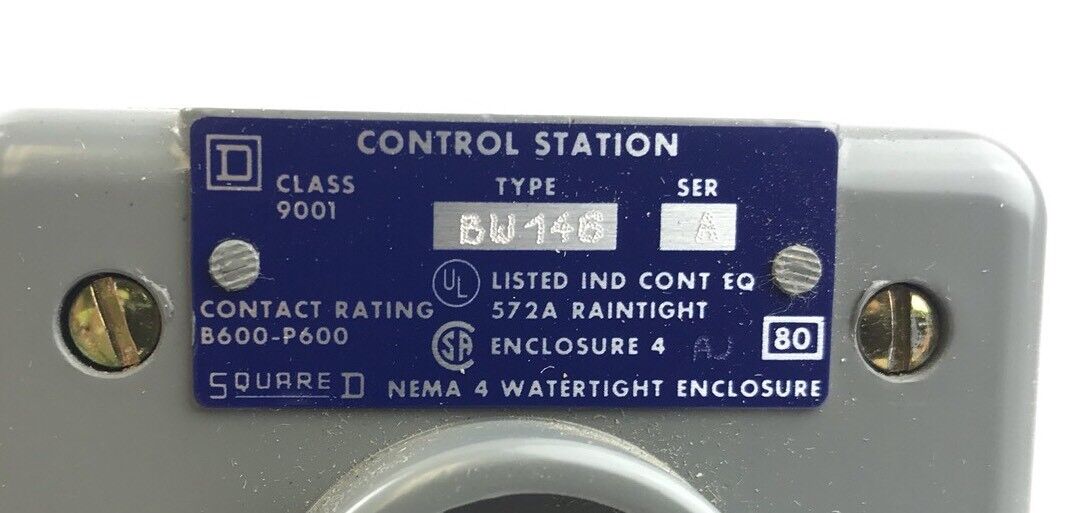 CONTROL STATION
D
CLASS
9001
TYPE
BW146
SER
A
UL LISTED IND CONT EQ
572A RAINTIGHT
CONTACT RATING
B600-P600
SA ENCLOSURE 4 AJ 80
SQUARE D NEMA 4 WATERTIGHT ENCLOSURE